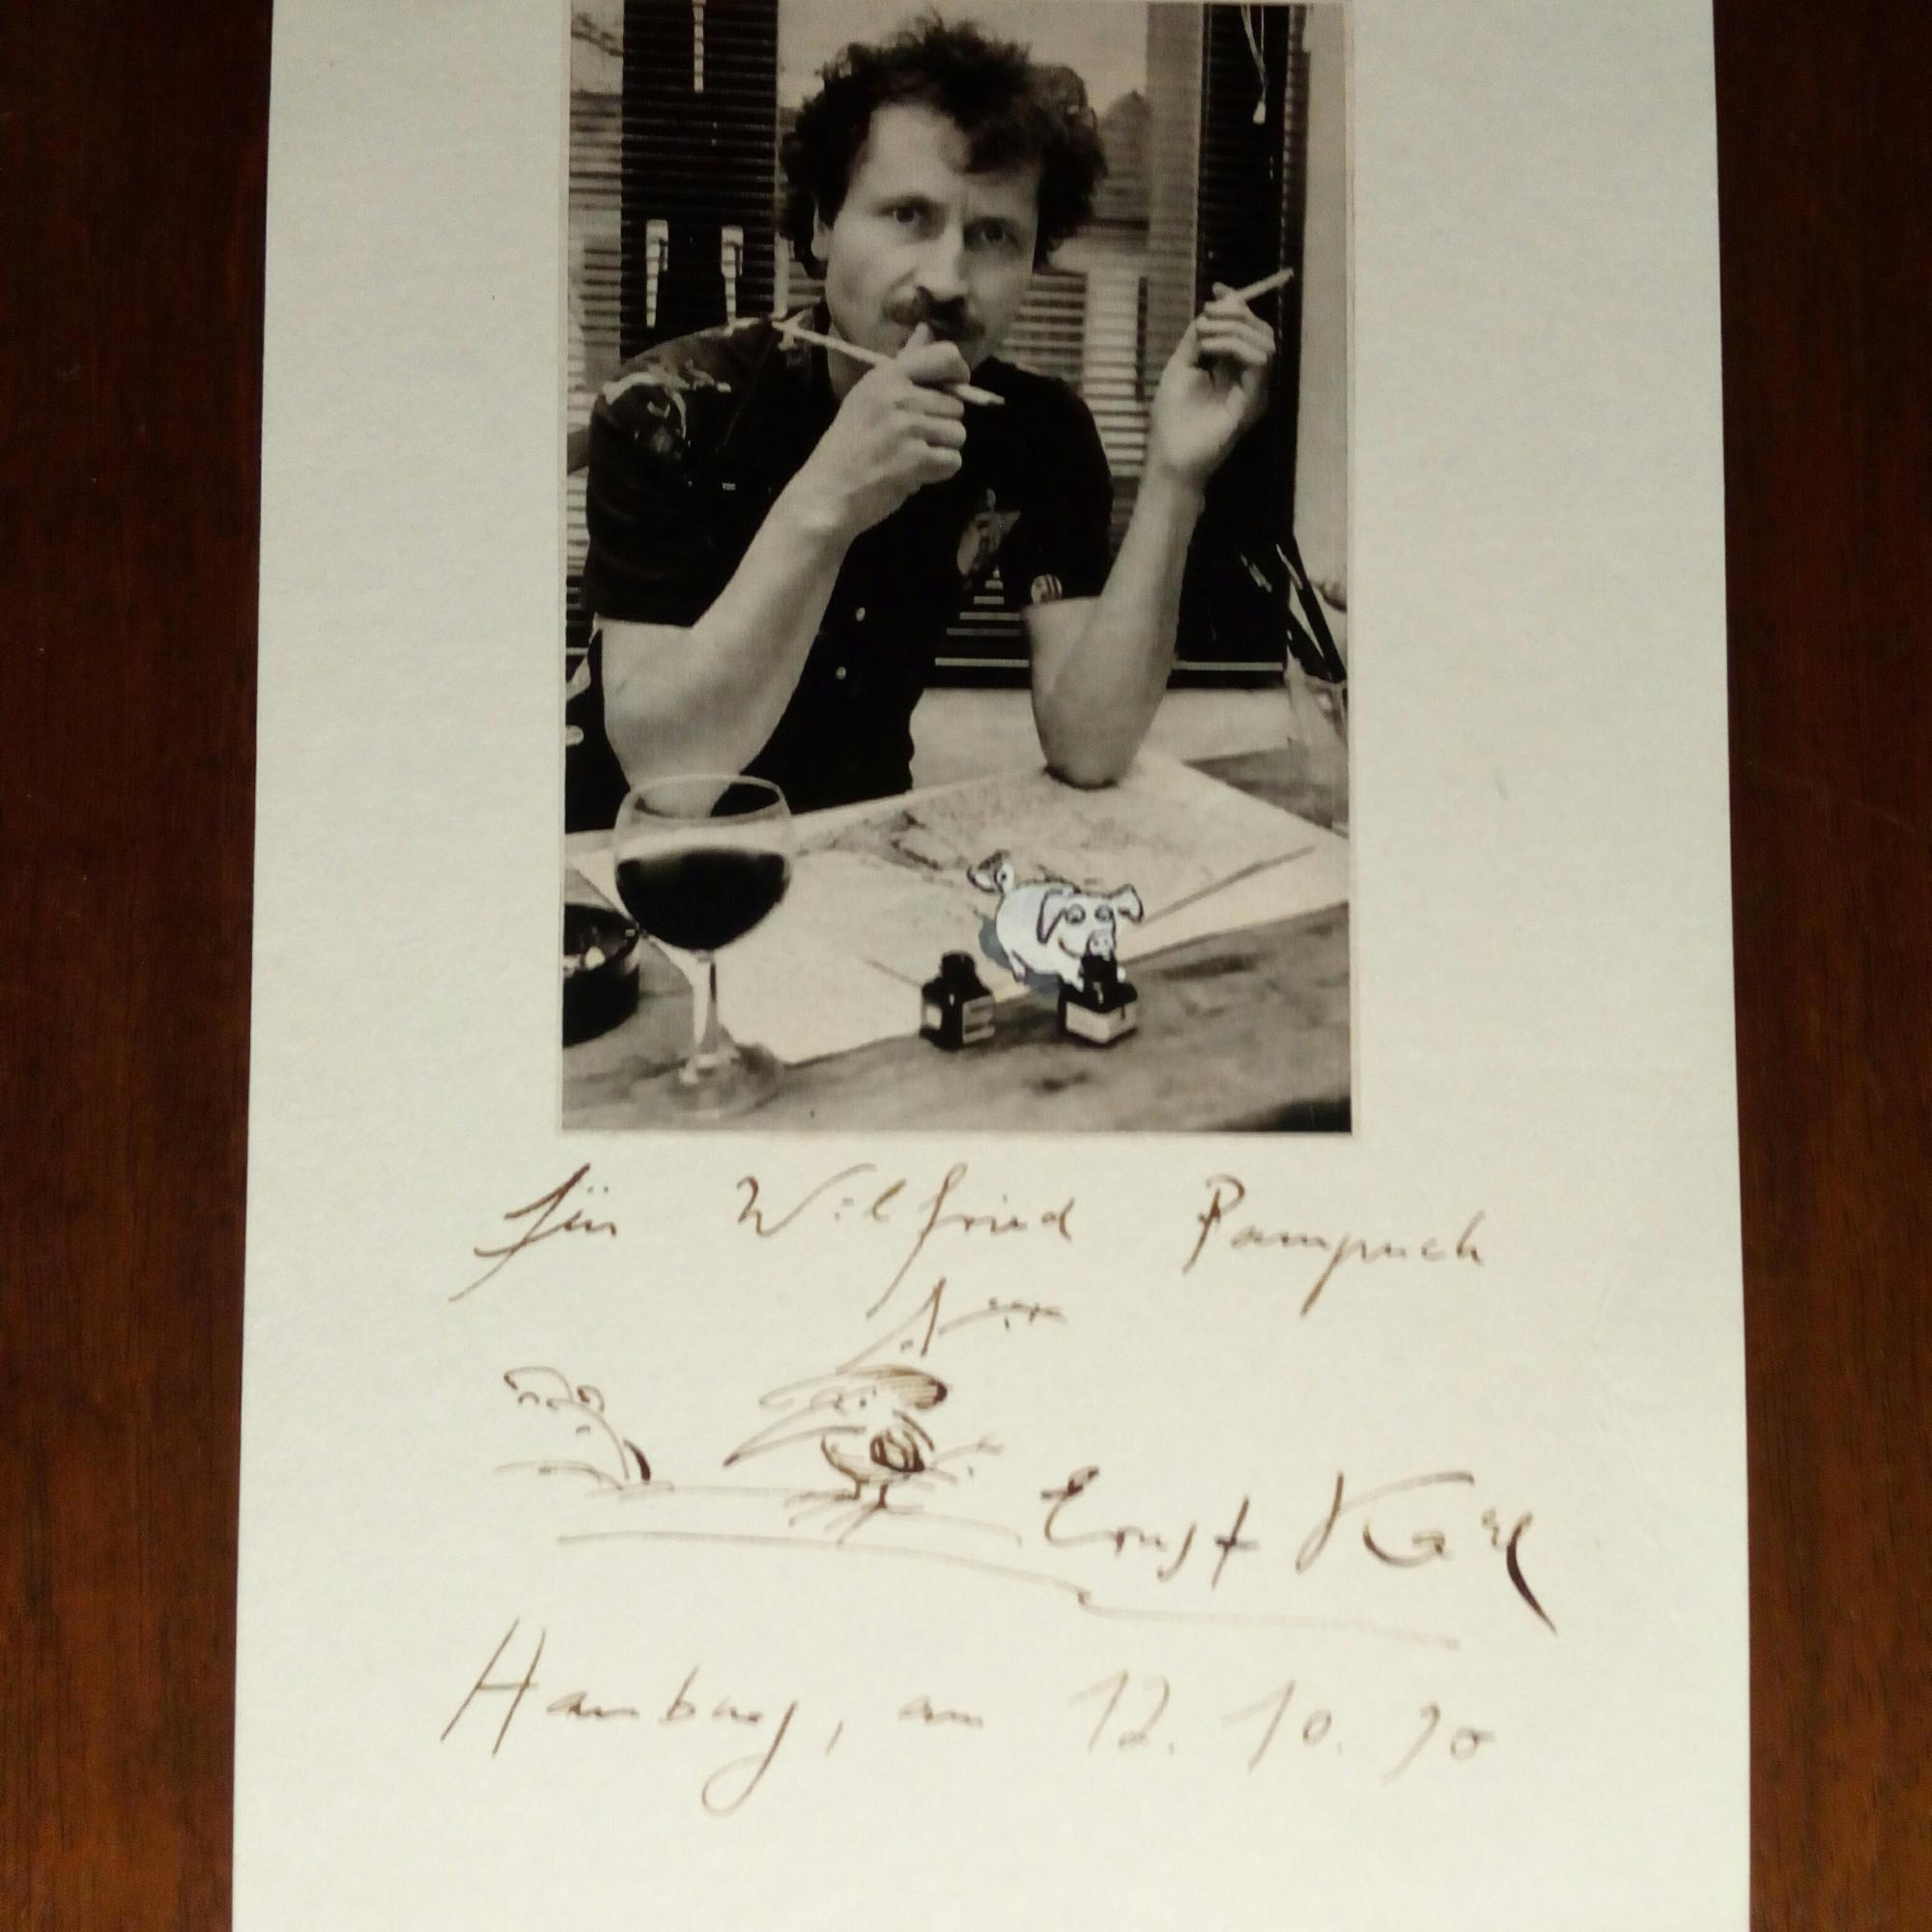 für Wilfried Pampuch
Ernst Kahl
Hamburg, am 12.10.90